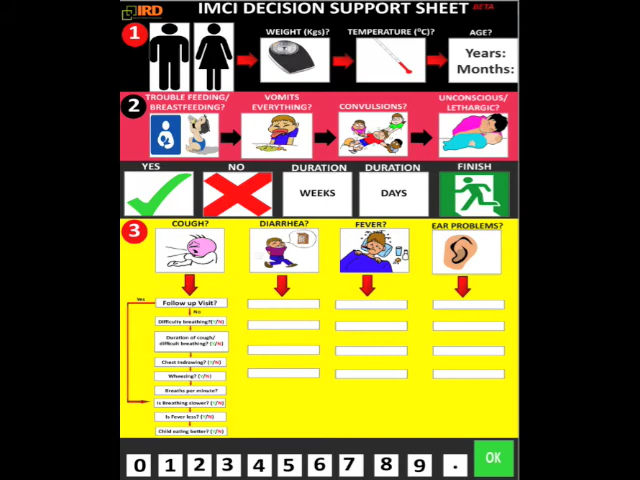 IRD
IMCI DECISION SUPPORT SHEET BETA
1
WEIGHT (Kgs)?
TEMPERATURE (ºC)?
AGE?
Years:
Months:
2
TROUBLE FEEDING/
BREASTFEEDING?
VOMITS
EVERYTHING?
CONVULSIONS?
UNCONSCIOUS/
LETHARGIC?
YES
NO
DURATION
WEEKS
DURATION
DAYS
FINISH
3
COUGH?
DIARRHEA?
FEVER?
EAR PROBLEMS?
Yes
Follow up Visit?
No
Difficulty breathing?(Y/N)
Duration of cough/
difficult breathing? (Y/N)
Chest Indrawing? (Y/N)
Wheezing? (Y/N)
Breaths per minute?
Is Breathing slower? (Y/N)
Is Fever less? (Y/N)
Child eating better? (Y/N)
0 1 2 3 4 5 6 7 8 9 .
OK